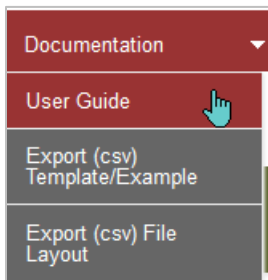 Documentation
User Guide
Export (csv)
Template/Example
Export (csv) File
Layout